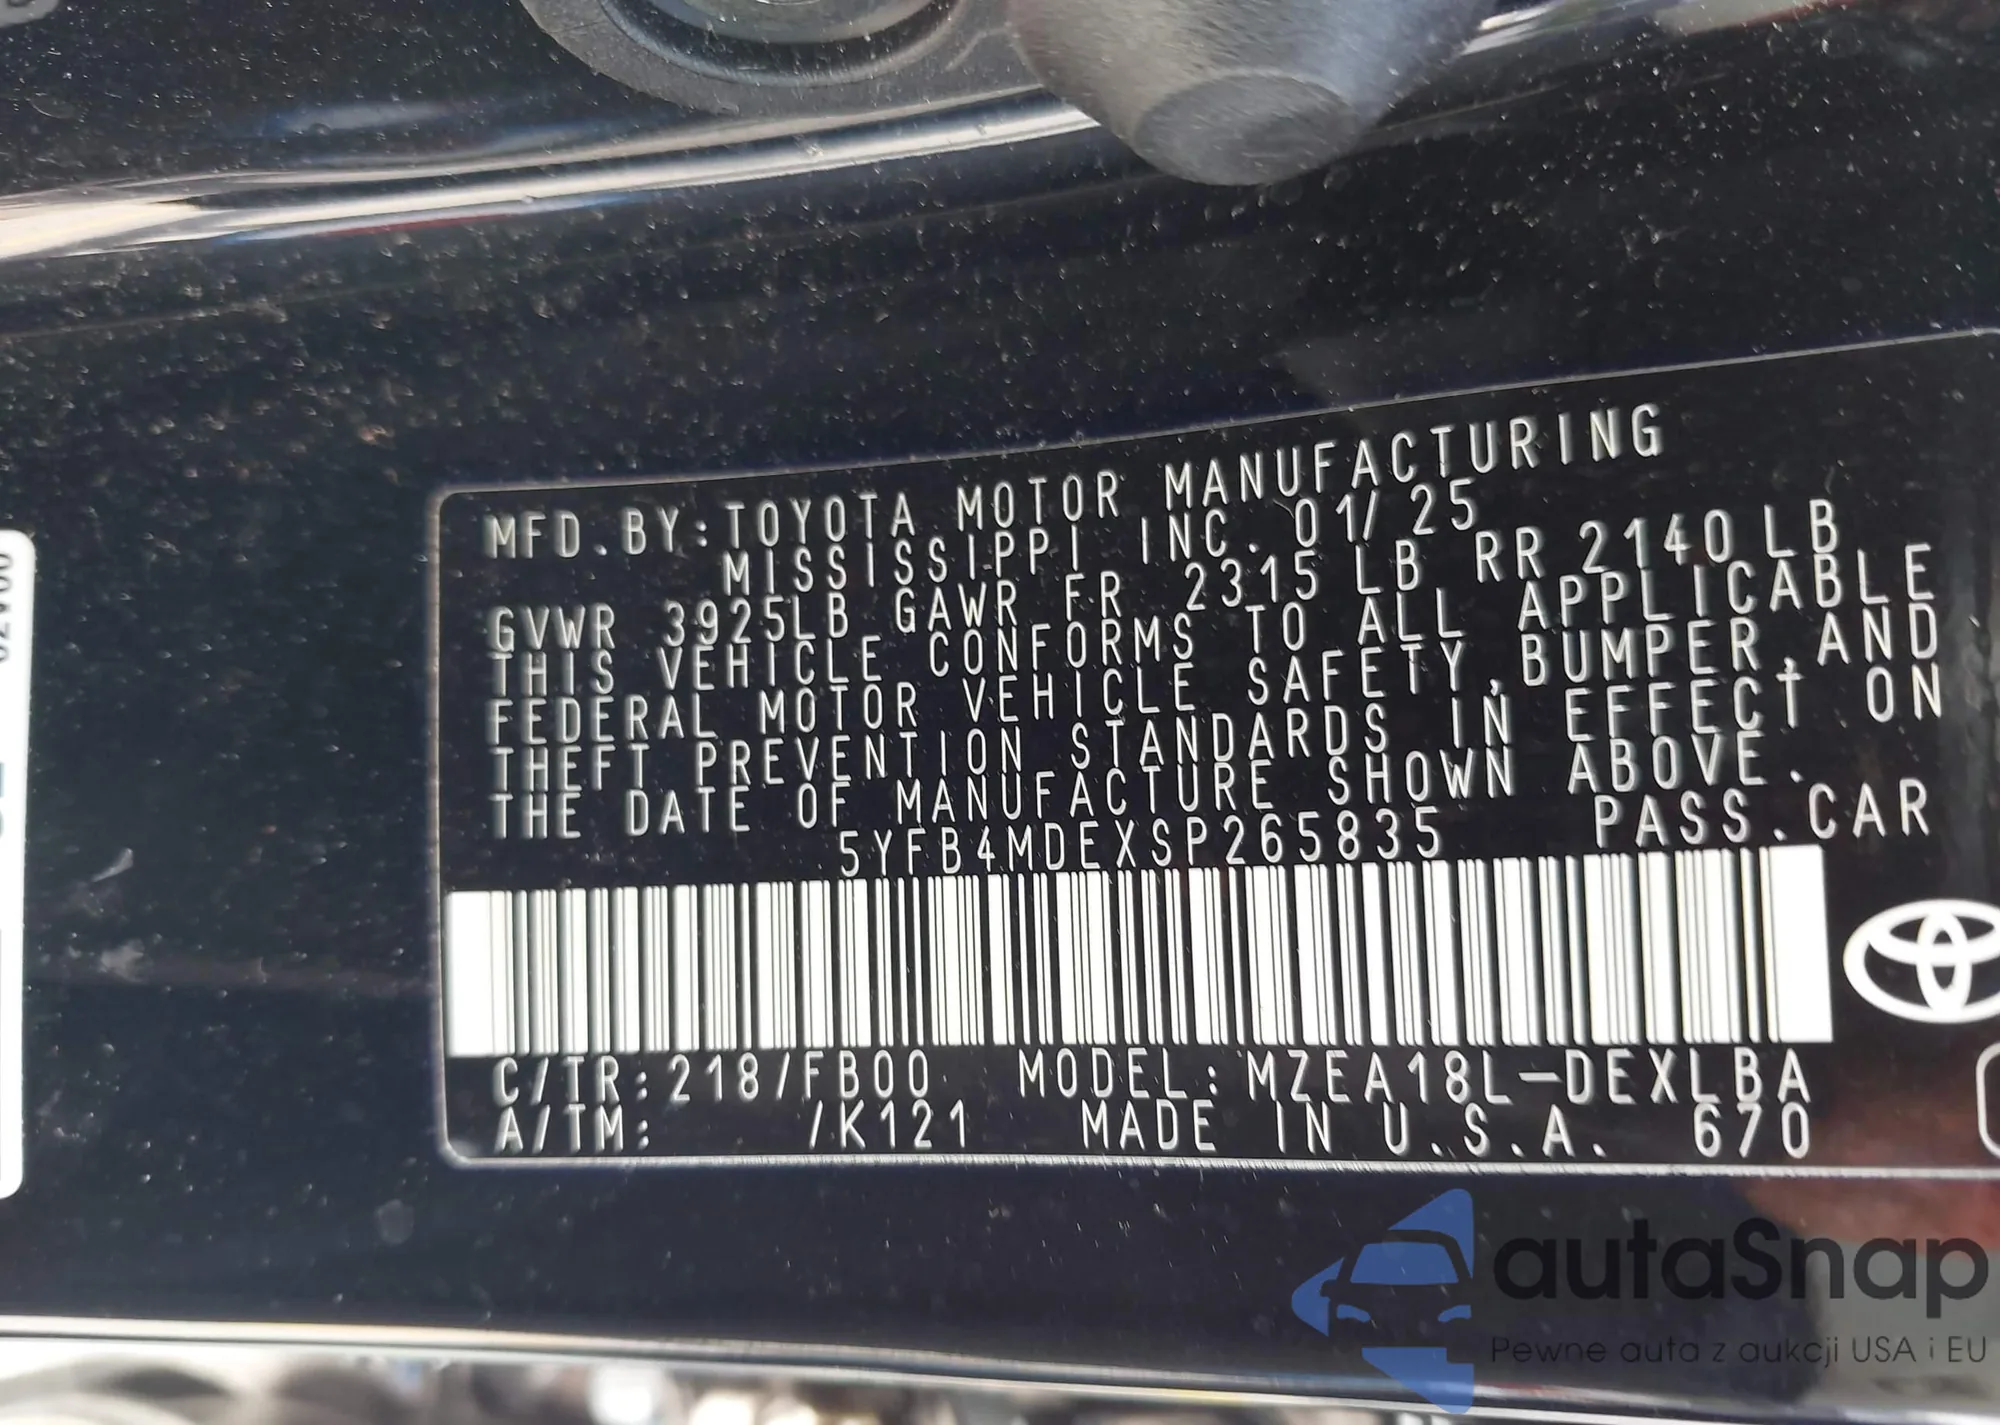 MFD.BY:TOYOTA MOTOR MANUFACTURING
MISSISSIPPI INC. 01/25
GVWR 3925LB GAWR FR 2315 LB RR 2140 LB
THIS VEHICLE CONFORMS TO ALL APPLICABLE
FEDERAL MOTOR VEHICLE SAFETY,BUMPER,AND
THEFT PREVENTION STANDARDS IN EFFECT ON
THE DATE OF MANUFACTURE SHOWN ABOVE.
5YFB4MDEXSP265835 PASS.CAR
C/TR:218/FB00 MODEL:MZEA18L-DEXLBA
A/TM: /K121 MADE IN U.S.A. 670
autaSnap
Pewne auta z aukcji USA i EU